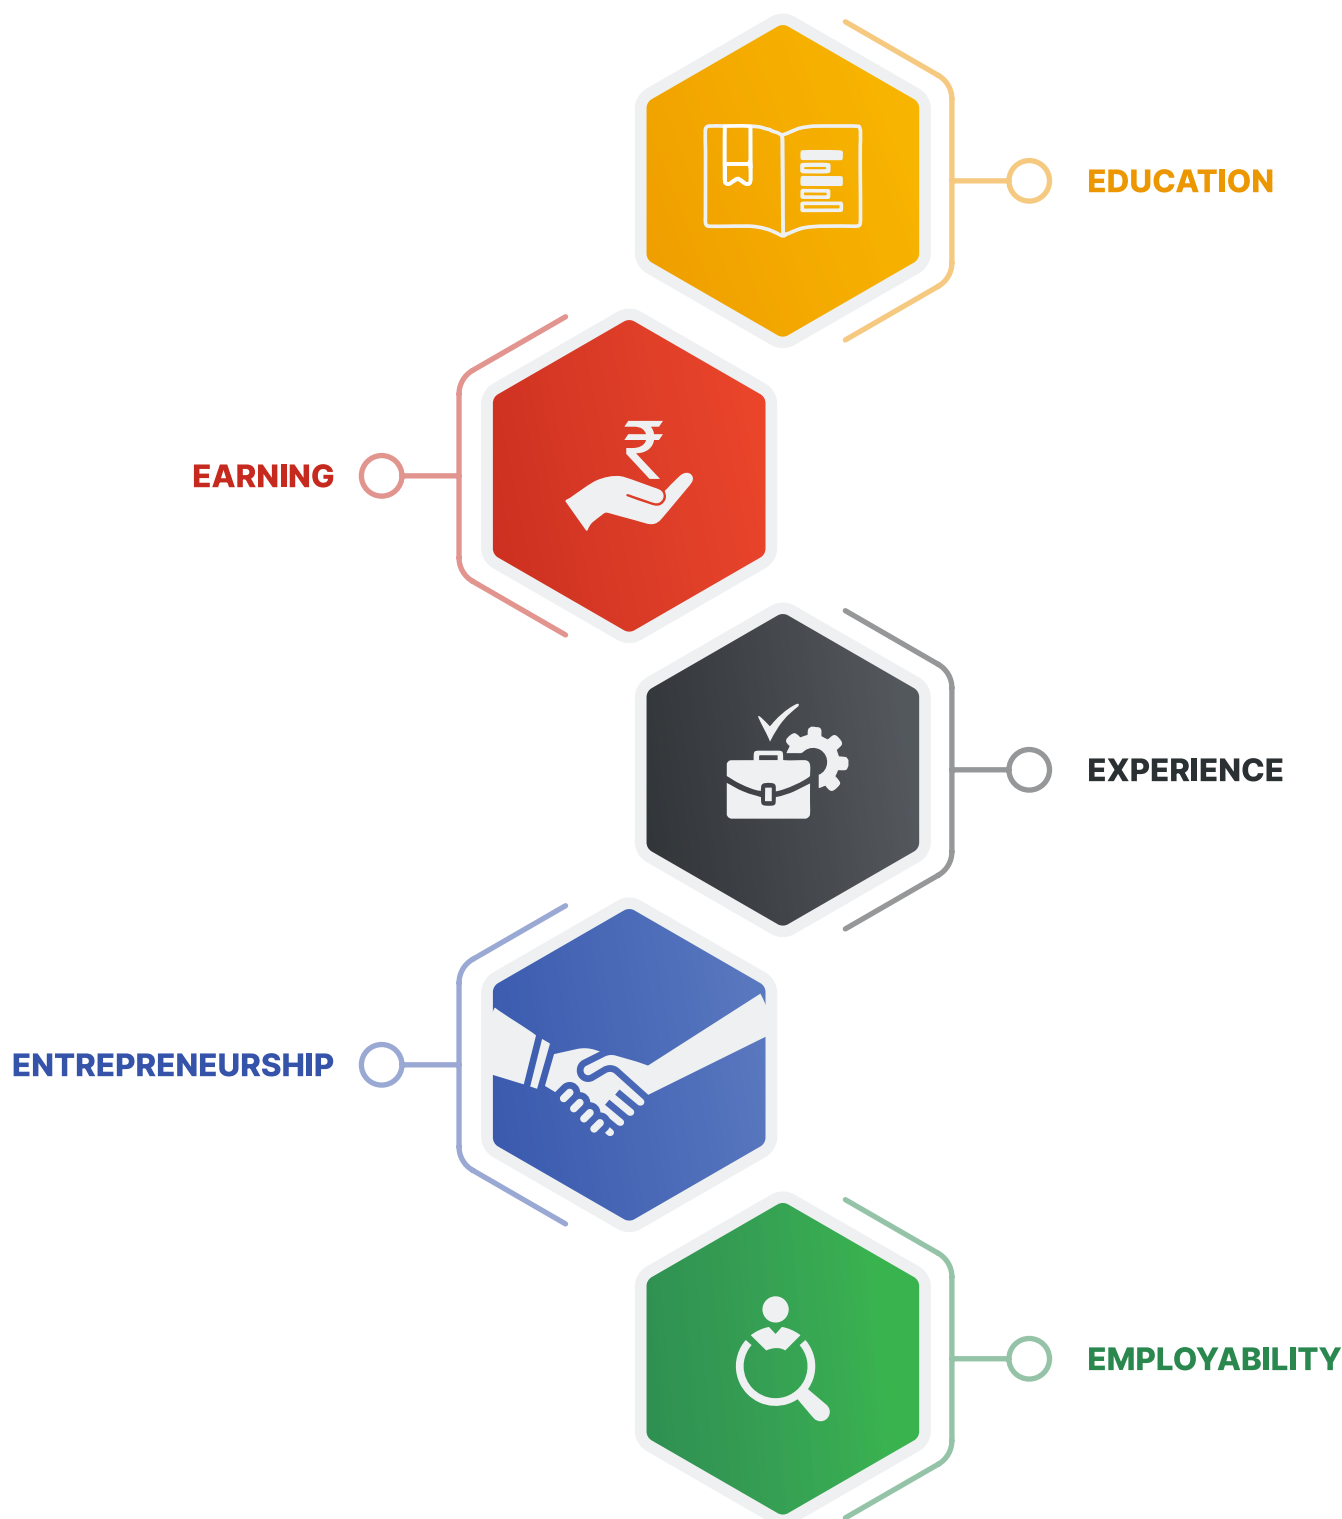 EDUCATION
EARNING
₹
EXPERIENCE
ENTREPRENEURSHIP
EMPLOYABILITY